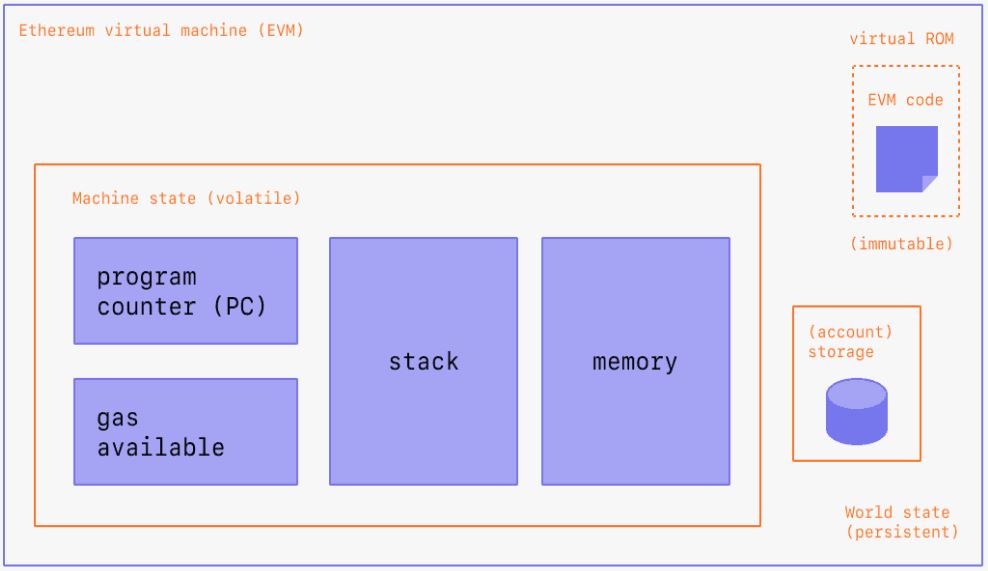 Ethereum virtual machine (EVM)
virtual ROM
EVM code
(immutable)
Machine state (volatile)
program
counter (PC)
gas
available
stack
memory
(account)
storage
World state
(persistent)